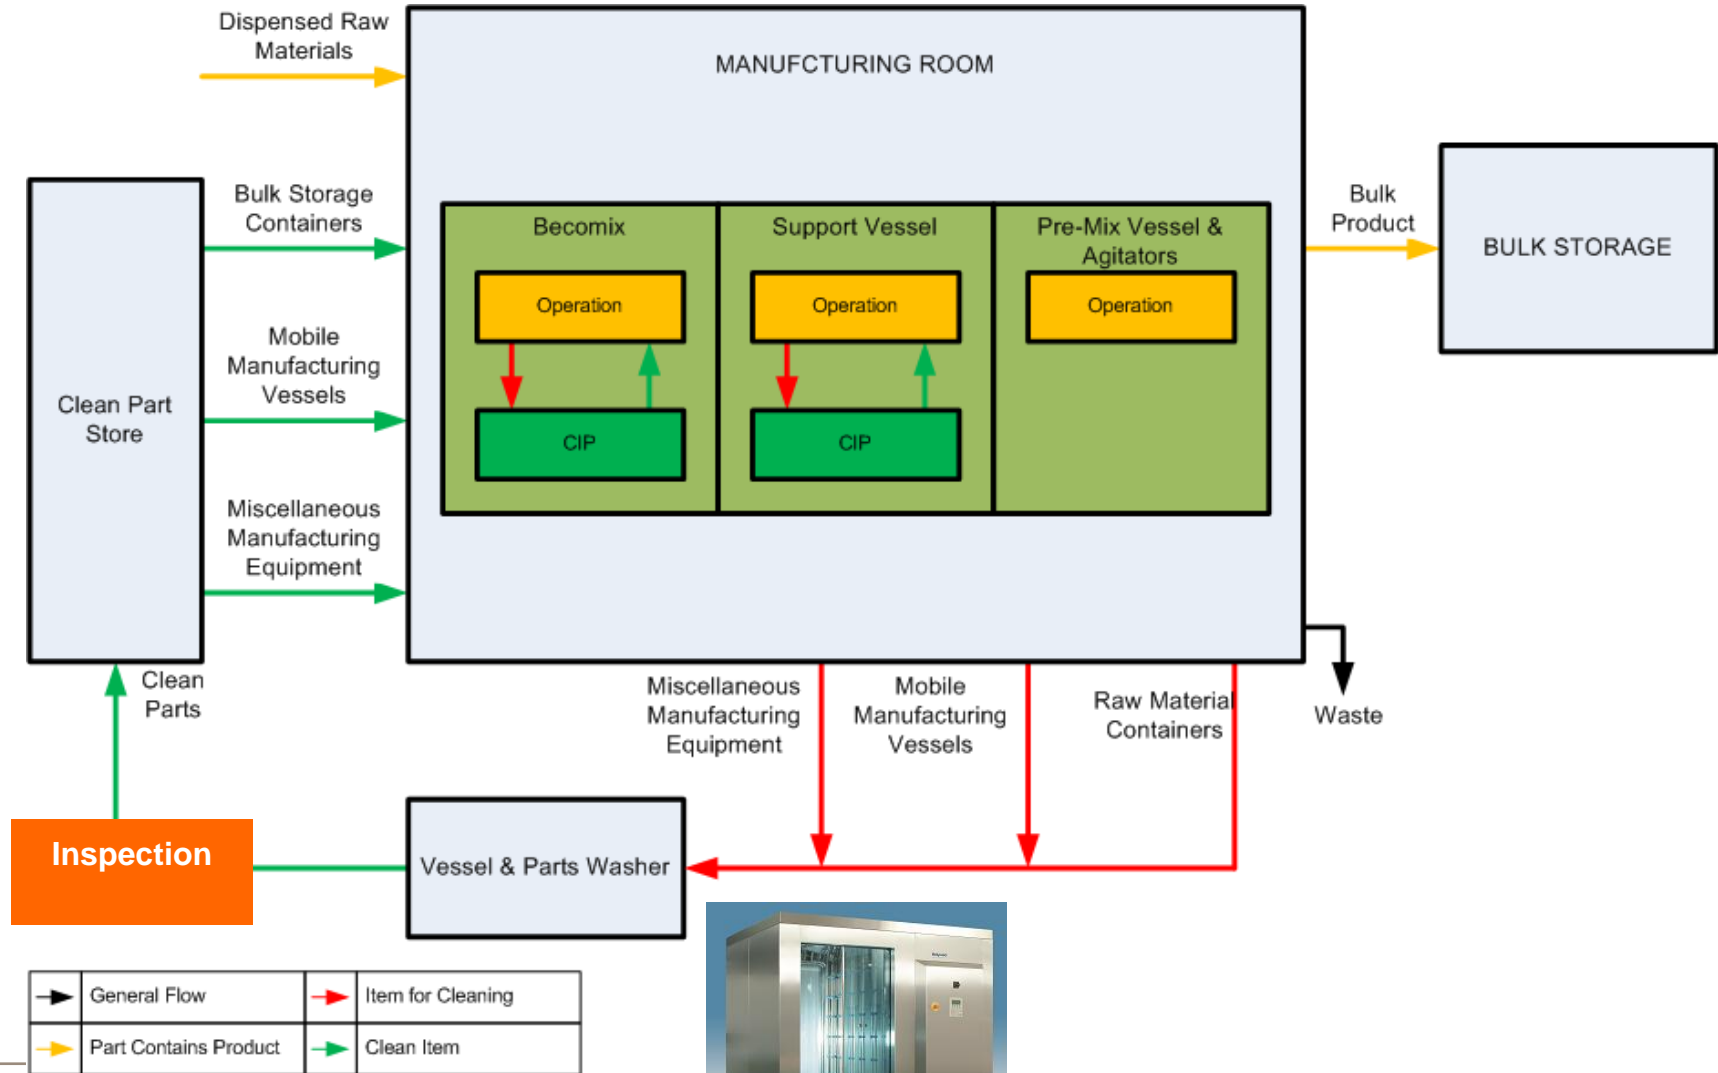 Dispensed Raw
Materials
MANUFCTURING ROOM
Bulk Storage
Containers
Mobile
Manufacturing
Vessels
Miscellaneous
Manufacturing
Equipment
Clean Part
Store
Becomix
Operation
CIP
Support Vessel
Operation
CIP
Pre-Mix Vessel &
Agitators
Operation
Bulk
Product
BULK STORAGE
Clean
Parts
Miscellaneous
Manufacturing
Equipment
Mobile
Manufacturing
Vessels
Raw Material
Containers
Waste
Inspection
Vessel & Parts Washer
General Flow
Item for Cleaning
Part Contains Product
Clean Item